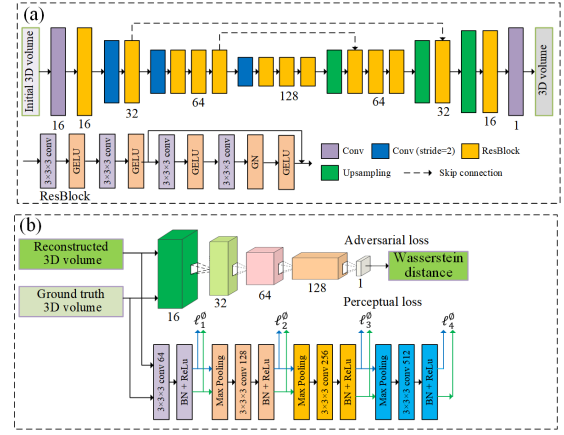 (a)
Initial 3D volume
16
16
32
64
128
64
32
16
1
3D volume
3×3×3 conv
GELU
3×3×3 conv
GELU
3×3×3 conv
GELU
3×3×3 conv
GN
GELU
ResBlock
Conv
Conv (stride=2)
ResBlock
Upsampling
Skip connection
(b)
Reconstructed
3D volume
Ground truth
3D volume
16
32
64
128
1
Adversarial loss
Wasserstein
distance
Perceptual loss
ℓ₁^∅
ℓ₂^∅
ℓ₃^∅
ℓ₄^∅
3×3×3 conv 64
BN + ReLu
Max Pooling
3×3×3 conv 128
BN + ReLu
Max Pooling
3×3×3 conv 256
BN + ReLu
Max Pooling
3×3×3 conv 512
BN + ReLu